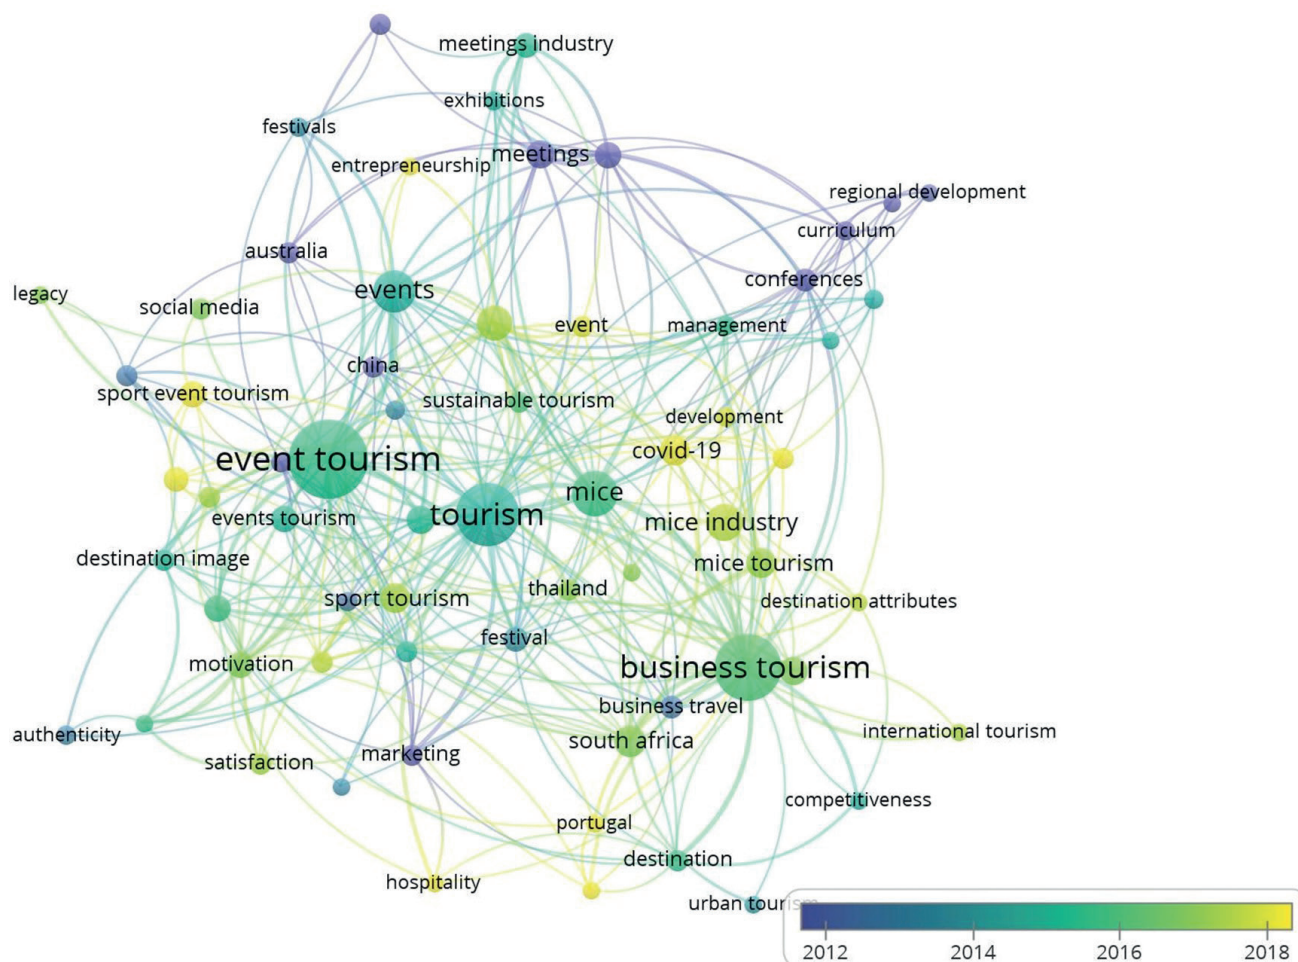 meetings industry
exhibitions
festivals
meetings
entrepreneurship
regional development
curriculum
australia
conferences
legacy
events
social media
event
management
china
sport event tourism
sustainable tourism
development
covid-19
event tourism
mice
tourism
events tourism
mice industry
destination image
mice tourism
thailand
sport tourism
destination attributes
festival
motivation
business tourism
business travel
authenticity
international tourism
south africa
marketing
satisfaction
competitiveness
portugal
destination
hospitality
urban tourism
2012
2014
2016
2018